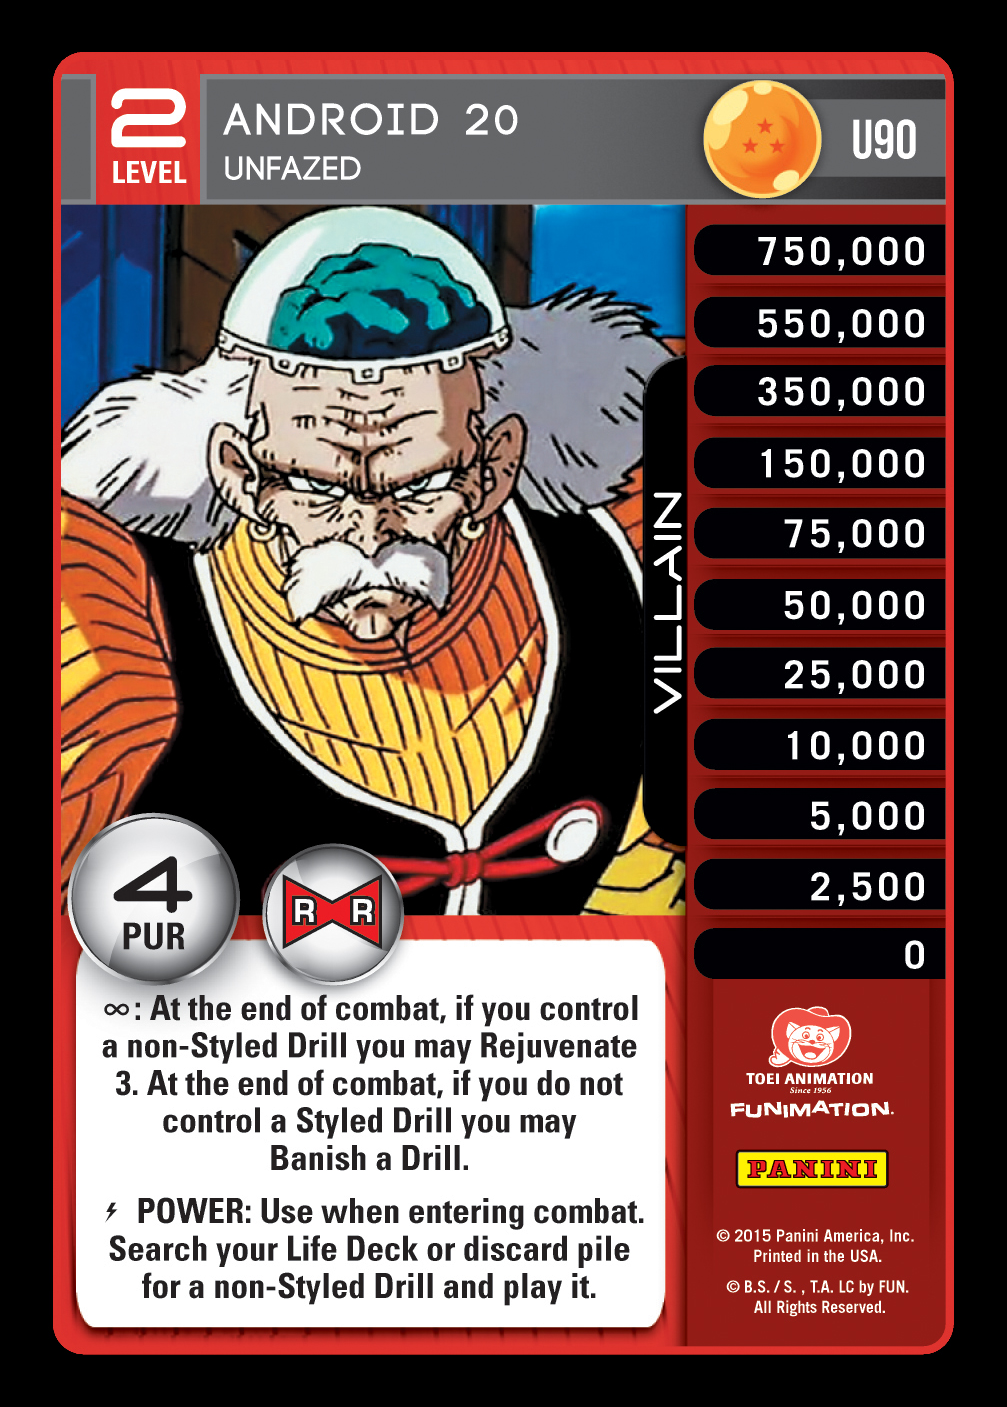 2
LEVEL
ANDROID 20
UNFAZED
U90
750,000
550,000
350,000
150,000
75,000
50,000
25,000
10,000
5,000
2,500
0
VILLAIN
4
PUR
R R
∞: At the end of combat, if you control
a non-Styled Drill you may Rejuvenate
3. At the end of combat, if you do not
control a Styled Drill you may
Banish a Drill.
⚡ POWER: Use when entering combat.
Search your Life Deck or discard pile
for a non-Styled Drill and play it.
TOEI ANIMATION
Since 1956
FUNIMATION.
PANINI
© 2015 Panini America, Inc.
Printed in the USA.
© B.S. / S. , T.A. LC by FUN.
All Rights Reserved.